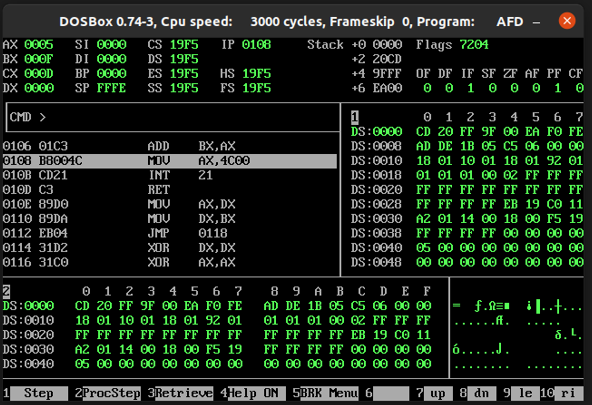 DOSBox 0.74-3, Cpu speed: 3000 cycles, Frameskip 0, Program: AFD
AX 0005 SI 0000 CS 19F5 IP 0108 Stack +0 0000 Flags 7204
BX 000F DI 0000 DS 19F5 +2 20CD
CX 000D BP 0000 ES 19F5 HS 19F5 +4 9FFF OF DF IF SF ZF AF PF CF
DX 0000 SP FFFE SS 19F5 FS 19F5 +6 EA00 0 0 1 0 0 0 1 0
CMD >
1 0 1 2 3 4 5 6 7
DS:0000 CD 20 FF 9F 00 EA F0 FE
0106 01C3 ADD BX,AX DS:0008 AD DE 1B 05 C5 06 00 00
0108 B8004C MOV AX,4C00 DS:0010 18 01 10 01 18 01 92 01
010B CD21 INT 21 DS:0018 01 01 01 00 02 FF FF FF
010D C3 RET DS:0020 FF FF FF FF FF FF FF FF
010E 89D0 MOV AX,DX DS:0028 FF FF FF FF EB 19 C0 11
0110 89DA MOV DX,BX DS:0030 A2 01 14 00 18 00 F5 19
0112 EB04 JMP 0118 DS:0038 FF FF FF FF 00 00 00 00
0114 31D2 XOR DX,DX DS:0040 05 00 00 00 00 00 00 00
0116 31C0 XOR AX,AX DS:0048 00 00 00 00 00 00 00 00
2 0 1 2 3 4 5 6 7 8 9 A B C D E F
DS:0000 CD 20 FF 9F 00 EA F0 FE AD DE 1B 05 C5 06 00 00
DS:0010 18 01 10 01 18 01 92 01 01 01 01 00 02 FF FF FF
DS:0020 FF FF FF FF FF FF FF FF FF FF FF FF EB 19 C0 11
DS:0030 A2 01 14 00 18 00 F5 19 FF FF FF FF 00 00 00 00
DS:0040 05 00 00 00 00 00 00 00 00 00 00 00 00 00 00 00
1 Step 2 ProcStep 3 Retrieve 4 Help ON 5 BRK Menu 6 7 up 8 dn 9 le 10 ri